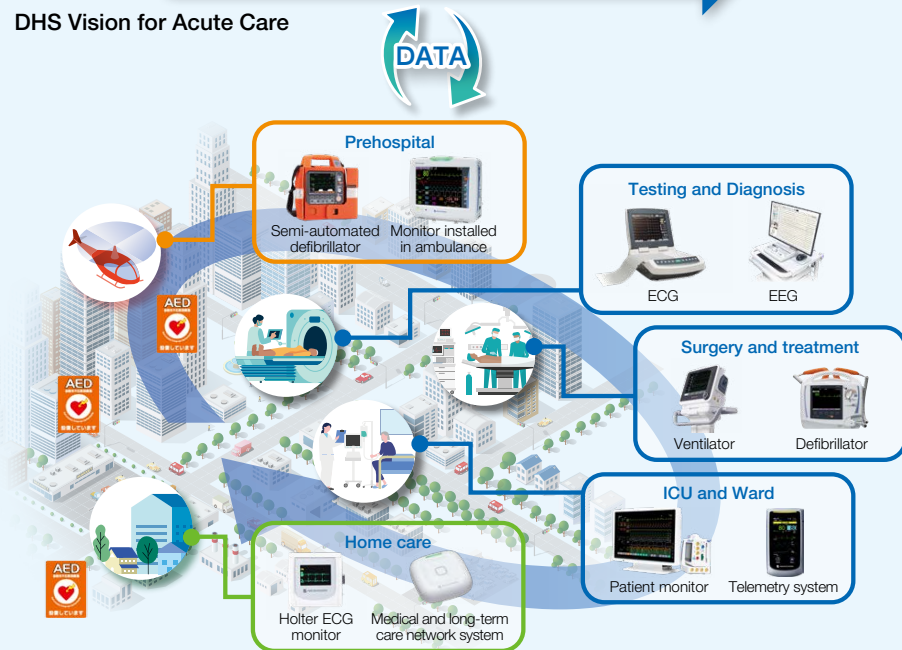 DHS Vision for Acute Care
DATA
Prehospital
Semi-automated
defibrillator
Monitor installed
in ambulance
Testing and Diagnosis
ECG
EEG
AED
AED
AED
Surgery and treatment
Ventilator
Defibrillator
ICU and Ward
Patient monitor
Telemetry system
Home care
Holter ECG
monitor
Medical and long-term
care network system